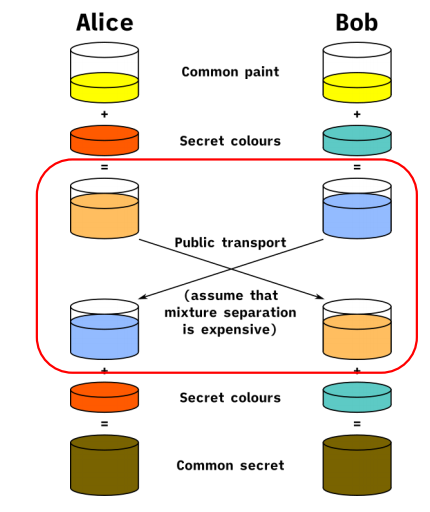 Alice Bob
Common paint
+ +
Secret colours
= =
Public transport
(assume that
mixture separation
is expensive)
+ +
Secret colours
= =
Common secret